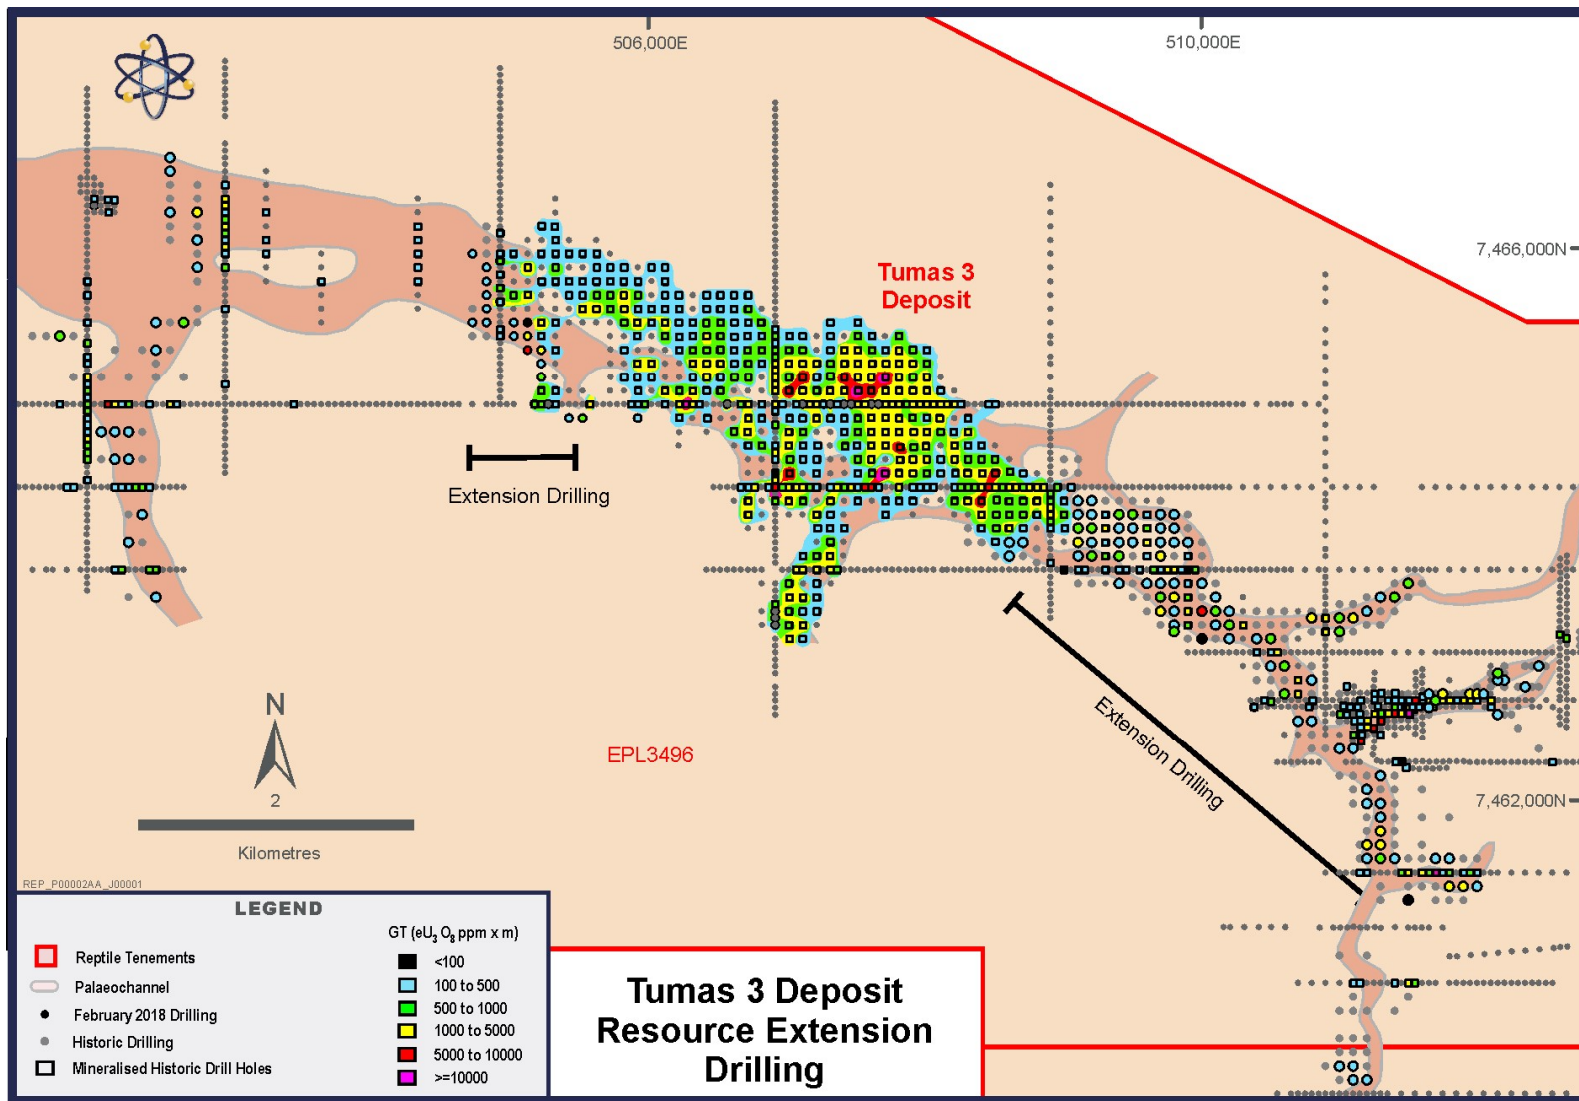 506,000E
510,000E
7,466,000N
Tumas 3
Deposit
Extension Drilling
Extension Drilling
EPL3496
N
2
Kilometres
7,462,000N
REP_P00002AA_J00001
LEGEND
Reptile Tenements
Palaeochannel
February 2018 Drilling
Historic Drilling
Mineralised Historic Drill Holes
GT (eU₃ O₈ ppm x m)
<100
100 to 500
500 to 1000
1000 to 5000
5000 to 10000
>=10000
Tumas 3 Deposit
Resource Extension
Drilling